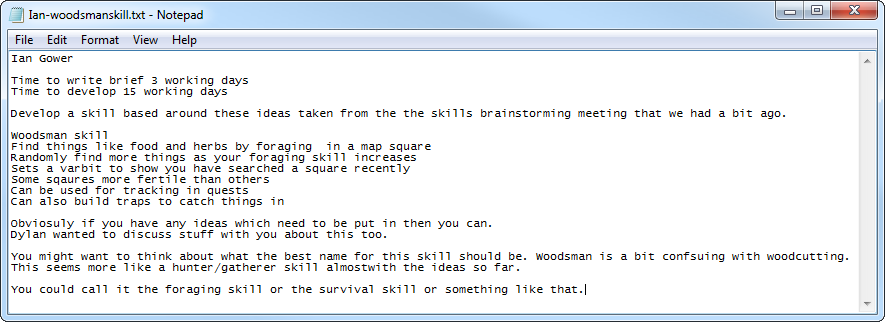 Ian-woodsmanskill.txt - Notepad
File Edit Format View Help
Ian Gower
Time to write brief 3 working days
Time to develop 15 working days
Develop a skill based around these ideas taken from the the skills brainstorming meeting that we had a bit ago.
Woodsman skill
Find things like food and herbs by foraging  in a map square
Randomly find more things as your foraging skill increases
Sets a varbit to show you have searched a square recently
Some sqaures more fertile than others
Can be used for tracking in quests
Can also build traps to catch things in
Obviosuly if you have any ideas which need to be put in then you can.
Dylan wanted to discuss stuff with you about this too.
You might want to think about what the best name for this skill should be. Woodsman is a bit confsuing with woodcutting.
This seems more like a hunter/gatherer skill almostwith the ideas so far.
You could call it the foraging skill or the survival skill or something like that.